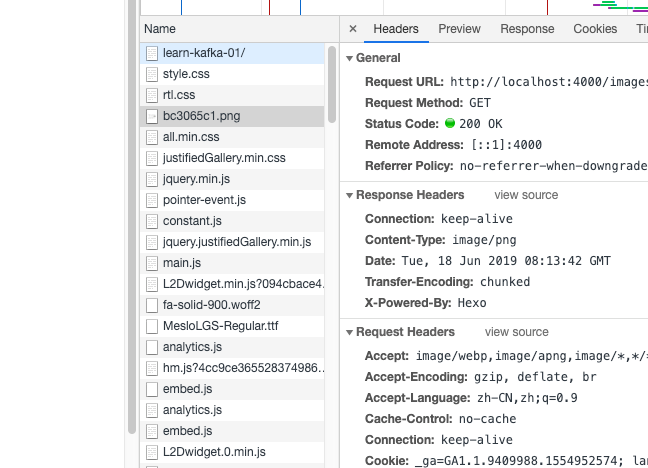 Name
learn-kafka-01/
style.css
rtl.css
bc3065c1.png
all.min.css
justifiedGallery.min.css
jquery.min.js
pointer-event.js
constant.js
jquery.justifiedGallery.min.js
main.js
L2Dwidget.min.js?094cbace4.
fa-solid-900.woff2
MesloLGS-Regular.ttf
analytics.js
hm.js?4cc9ce365528374986…
embed.js
analytics.js
embed.js
L2Dwidget.0.min.js
× Headers Preview Response Cookies Tir
▼ General
Request URL: http://localhost:4000/images
Request Method: GET
Status Code: 200 OK
Remote Address: [::1]:4000
Referrer Policy: no-referrer-when-downgrade
▼ Response Headers view source
Connection: keep-alive
Content-Type: image/png
Date: Tue, 18 Jun 2019 08:13:42 GMT
Transfer-Encoding: chunked
X-Powered-By: Hexo
▼ Request Headers view source
Accept: image/webp,image/apng,image/*,*/*
Accept-Encoding: gzip, deflate, br
Accept-Language: zh-CN,zh;q=0.9
Cache-Control: no-cache
Connection: keep-alive
Cookie: _ga=GA1.1.9409988.1554952574; lan